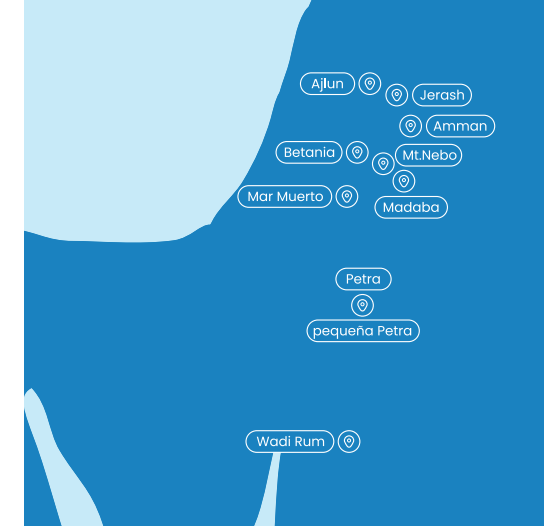 Ajlun
Jerash
Amman
Betania
Mt.Nebo
Mar Muerto
Madaba
Petra
pequeña Petra
Wadi Rum